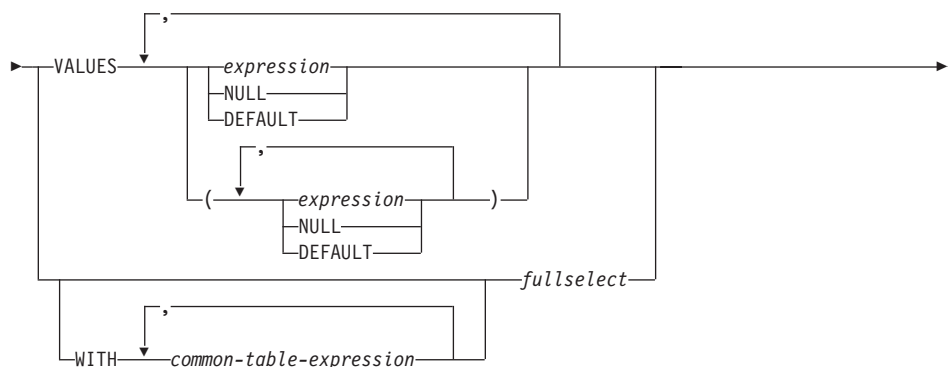 ,
VALUES expression
NULL
DEFAULT
,
( expression )
NULL
DEFAULT
fullselect
,
WITH common-table-expression